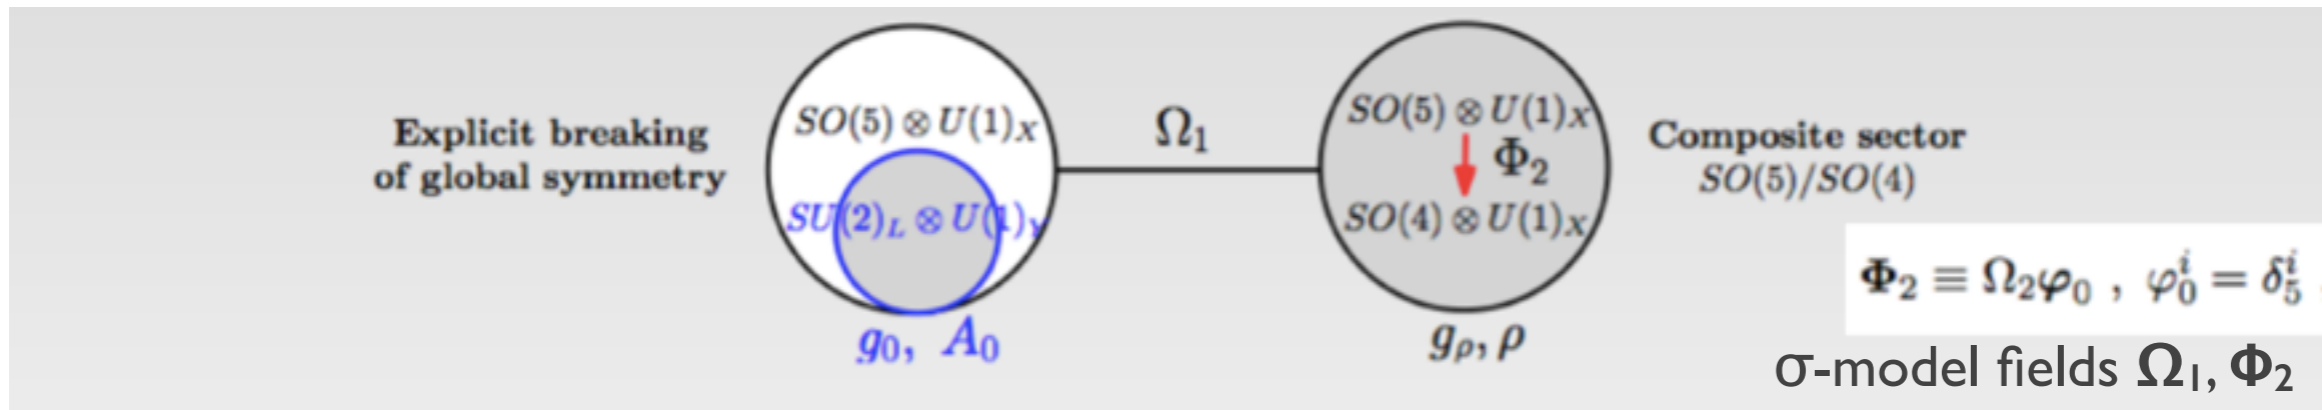 Explicit breaking
of global symmetry
SO(5) ⊗ U(1)X
SU(2)L ⊗ U(1)Y
g0, A0
Ω1
SO(5) ⊗ U(1)X
Φ2
SO(4) ⊗ U(1)X
gρ, ρ
Composite sector
SO(5)/SO(4)
Φ2 ≡ Ω2φ0 , φ0^i = δ5^i
σ-model fields Ω1, Φ2